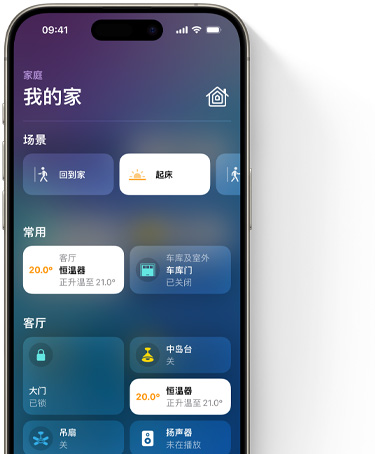 09:41
家庭
我的家
场景
回到家
起床
常用
客厅
20.0°
恒温器
正升温至 21.0°
车库及室外
车库门
已关闭
客厅
大门
已锁
中岛台
关
20.0°
恒温器
正升温至 21.0°
吊扇
关
扬声器
未在播放